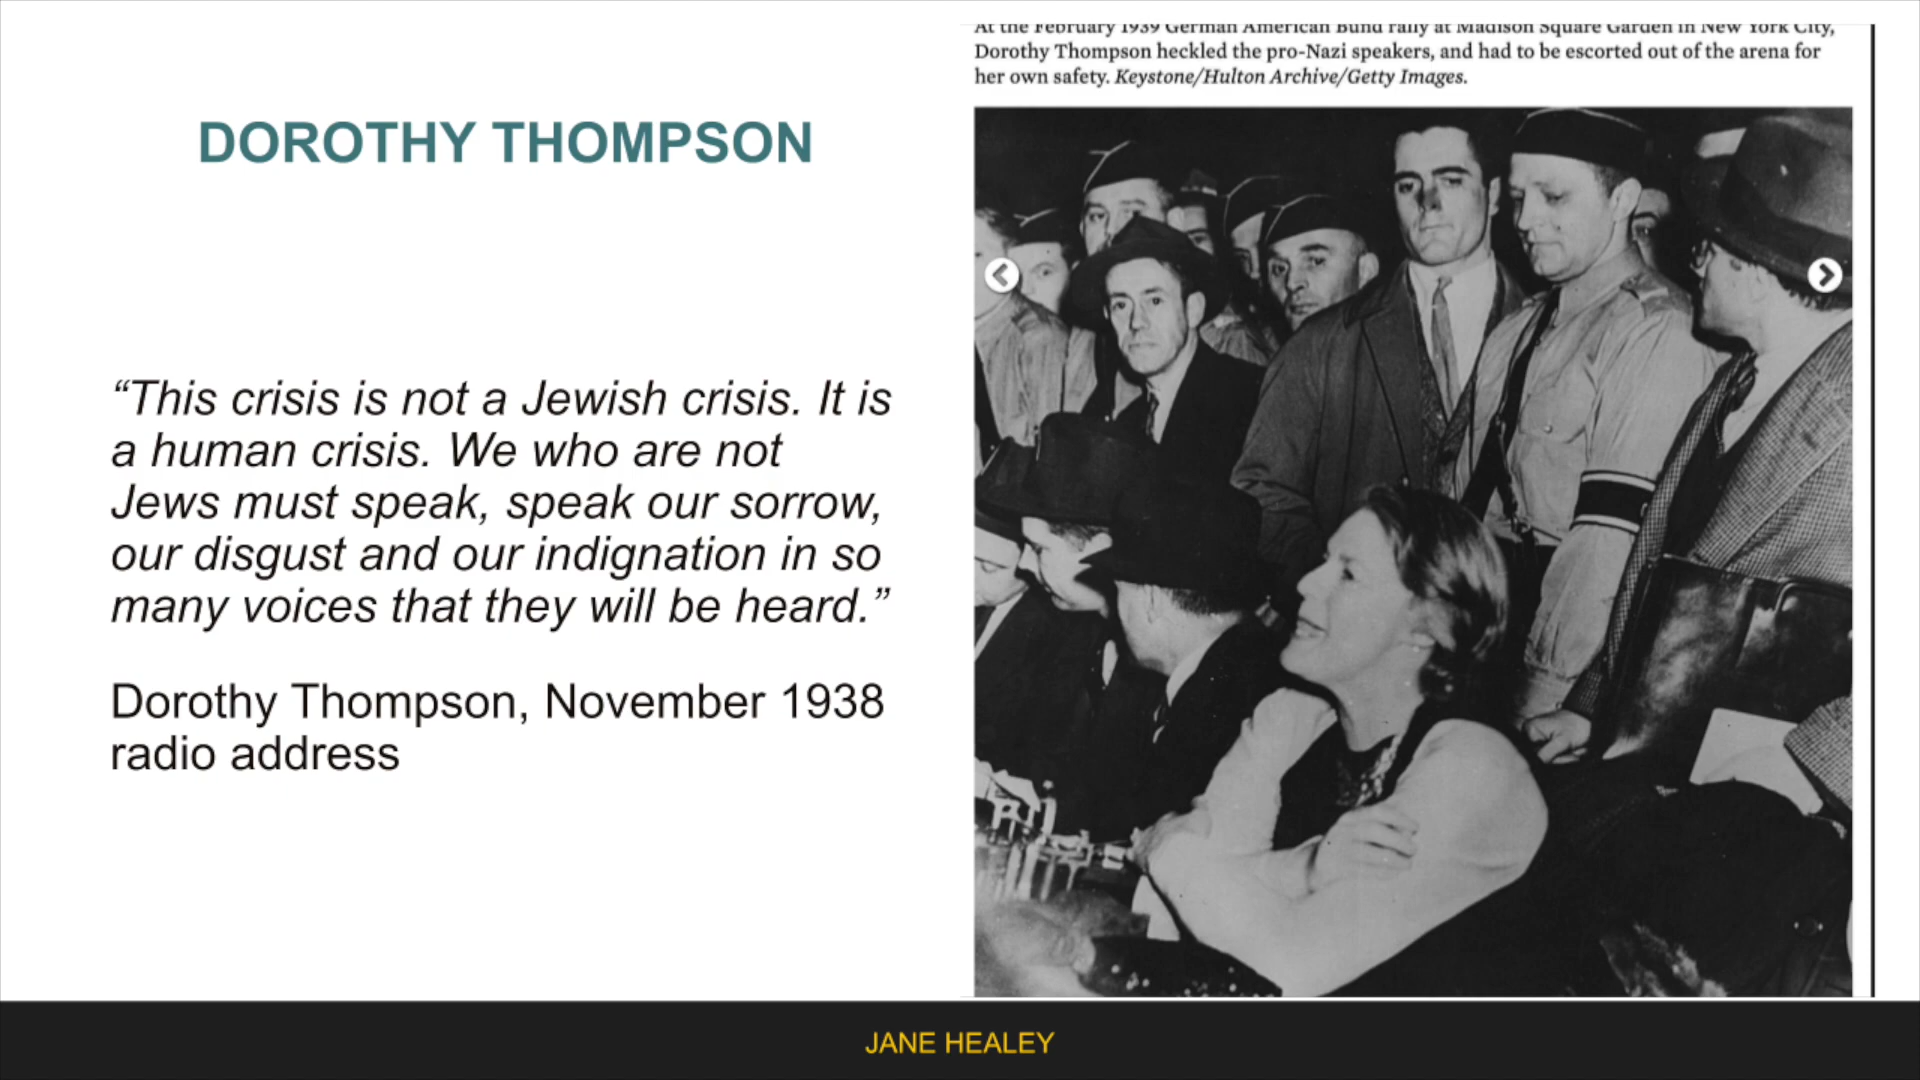 At the February 1939 German American Bund rally at Madison Square Garden in New York City,
Dorothy Thompson heckled the pro-Nazi speakers, and had to be escorted out of the arena for
her own safety. Keystone/Hulton Archive/Getty Images.
DOROTHY THOMPSON
“This crisis is not a Jewish crisis. It is
a human crisis. We who are not
Jews must speak, speak our sorrow,
our disgust and our indignation in so
many voices that they will be heard.”
Dorothy Thompson, November 1938
radio address
JANE HEALEY